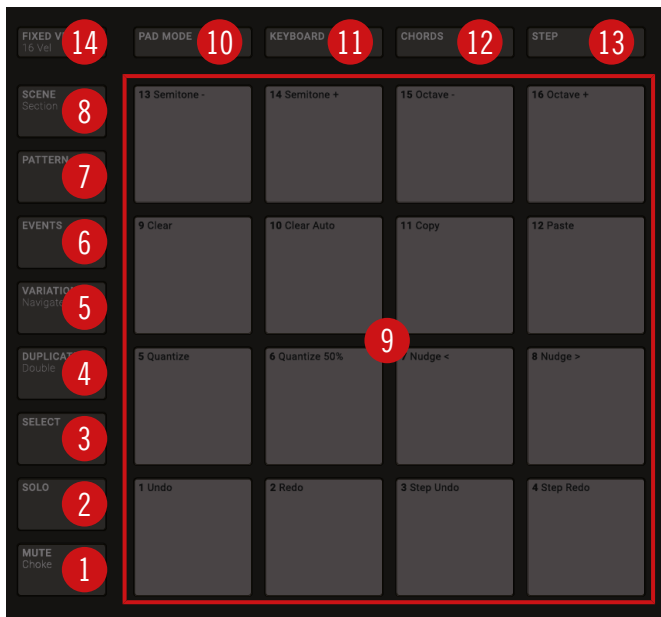 FIXED V
16 Vel
14
PAD MODE
10
KEYBOARD
11
CHORDS
12
STEP
13
SCENE
Section
8
13 Semitone -
14 Semitone +
15 Octave -
16 Octave +
PATTERN
7
EVENTS
6
9 Clear
10 Clear Auto
11 Copy
12 Paste
VARIATIO
Navigate
5
9
DUPLICAT
Double
4
5 Quantize
6 Quantize 50%
Nudge <
8 Nudge >
SELECT
3
SOLO
2
1 Undo
2 Redo
3 Step Undo
4 Step Redo
MUTE
Choke
1